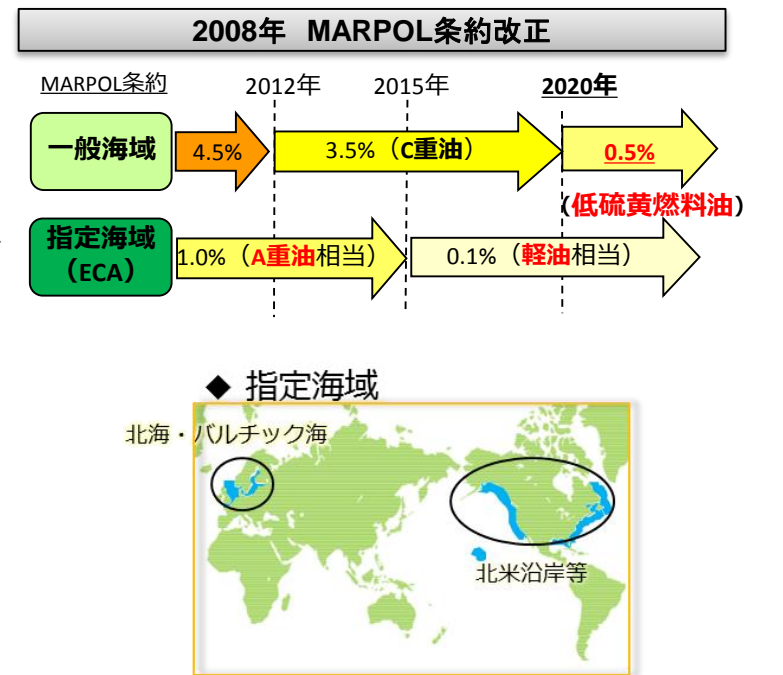 2008年 MARPOL条約改正
MARPOL条約 2012年 2015年 2020年
一般海域 4.5% 3.5%（C重油） 0.5%
（低硫黄燃料油）
指定海域
（ECA） 1.0%（A重油相当） 0.1%（軽油相当）
◆ 指定海域
北海・バルチック海
北米沿岸等